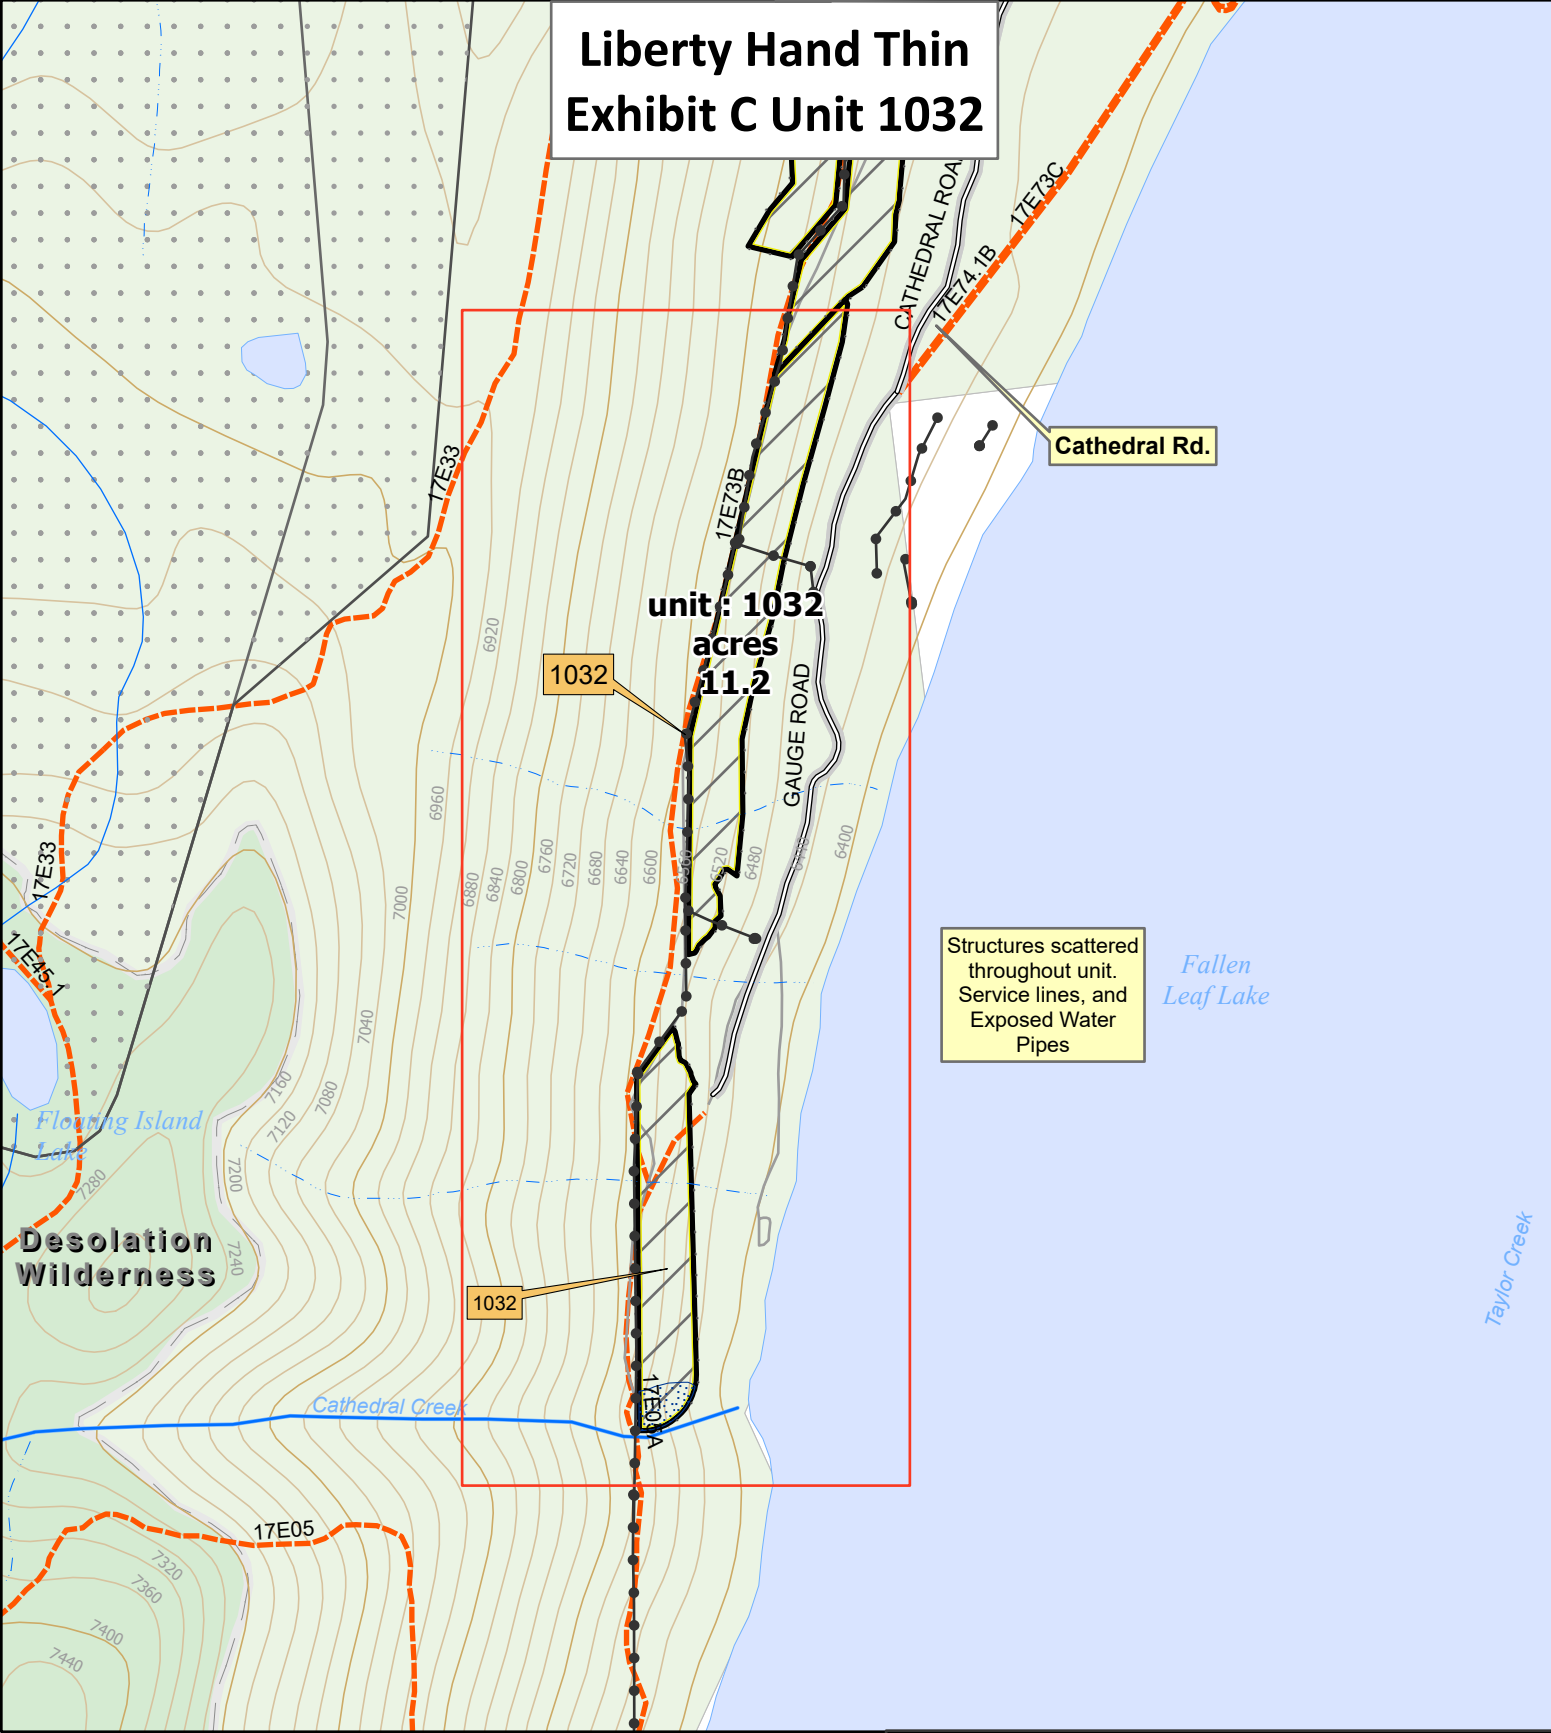 Liberty Hand Thin
Exhibit C Unit 1032
CATHEDRAL ROA
17E73C
17E74.1B
Cathedral Rd.
17E33
17E73B
unit : 1032
acres
11.2
1032
6920
GAUGE ROAD
6960
7000
6880
6840
6800
6760
6720
6680
6640
6600
6560
6520
6480
6440
6400
17E33
17E45.1
Structures scattered
throughout unit.
Service lines, and
Exposed Water
Pipes
Fallen
Leaf Lake
7040
7160
7120
7080
Floating Island
Lake
7200
7280
7240
Desolation
Wilderness
1032
Taylor Creek
Cathedral Creek
17E05A
17E05
7320
7360
7400
7440